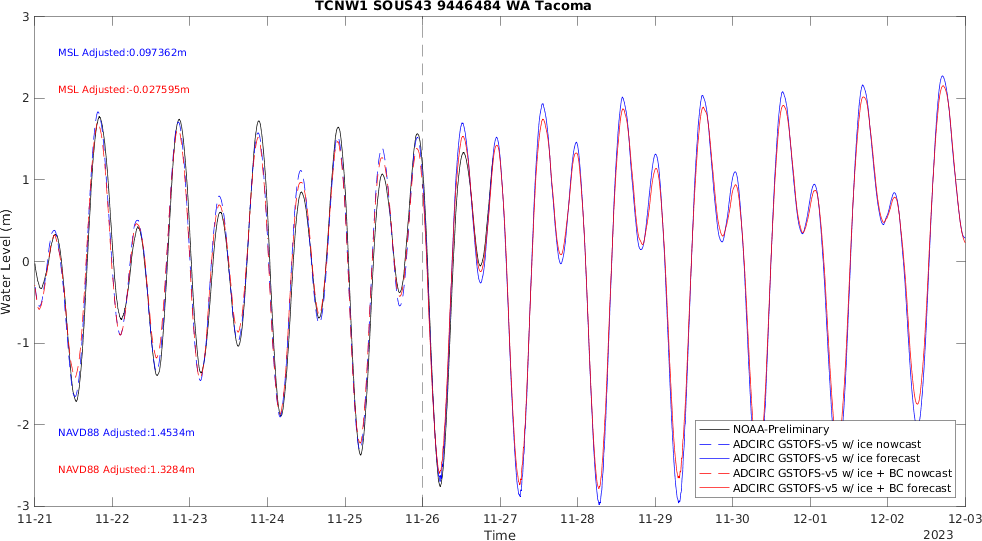 TCNW1 SOUS43 9446484 WA Tacoma
3
MSL Adjusted:0.097362m
MSL Adjusted:-0.027595m
2
1
0
-1
-2
-3
Water Level (m)
NAVD88 Adjusted:1.4534m
NAVD88 Adjusted:1.3284m
NOAA-Preliminary
ADCIRC GSTOFS-v5 w/ ice nowcast
ADCIRC GSTOFS-v5 w/ ice forecast
ADCIRC GSTOFS-v5 w/ ice + BC nowcast
ADCIRC GSTOFS-v5 w/ ice + BC forecast
11-21 11-22 11-23 11-24 11-25 11-26 11-27 11-28 11-29 11-30 12-01 12-02 12-03
Time
2023